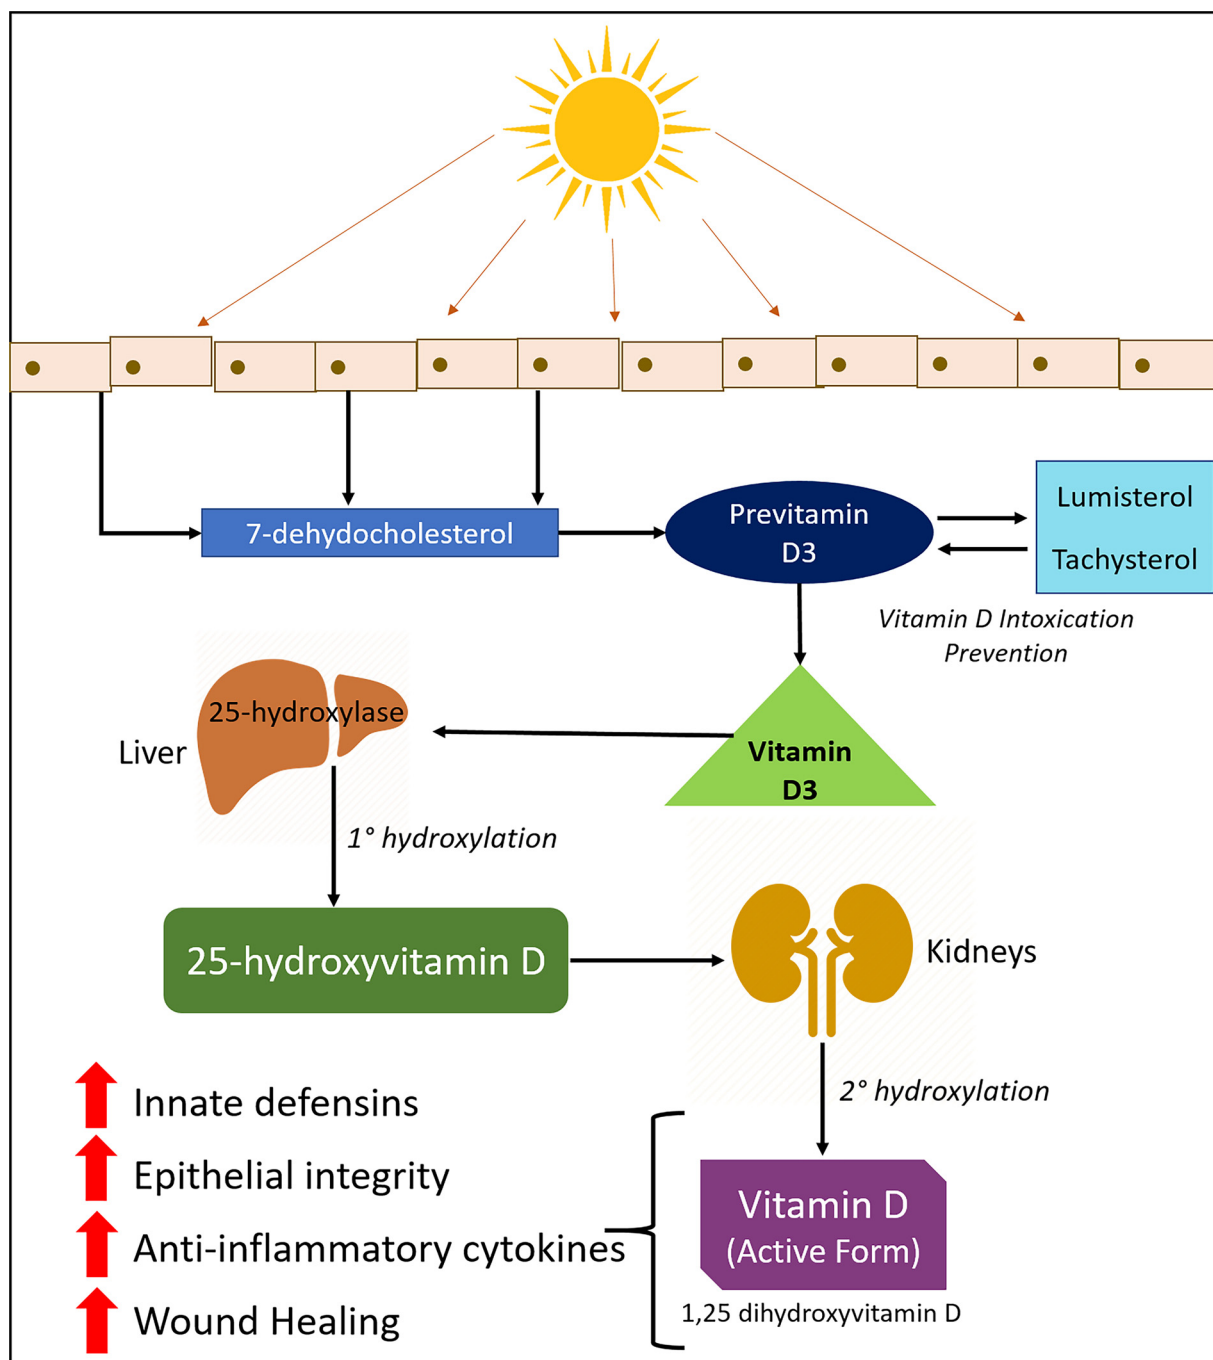 7-dehydocholesterol
Previtamin
D3
Lumisterol
Tachysterol
Vitamin D Intoxication
Prevention
25-hydroxylase
Liver
Vitamin
D3
1° hydroxylation
25-hydroxyvitamin D
Kidneys
2° hydroxylation
Innate defensins
Epithelial integrity
Anti-inflammatory cytokines
Wound Healing
Vitamin D
(Active Form)
1,25 dihydroxyvitamin D